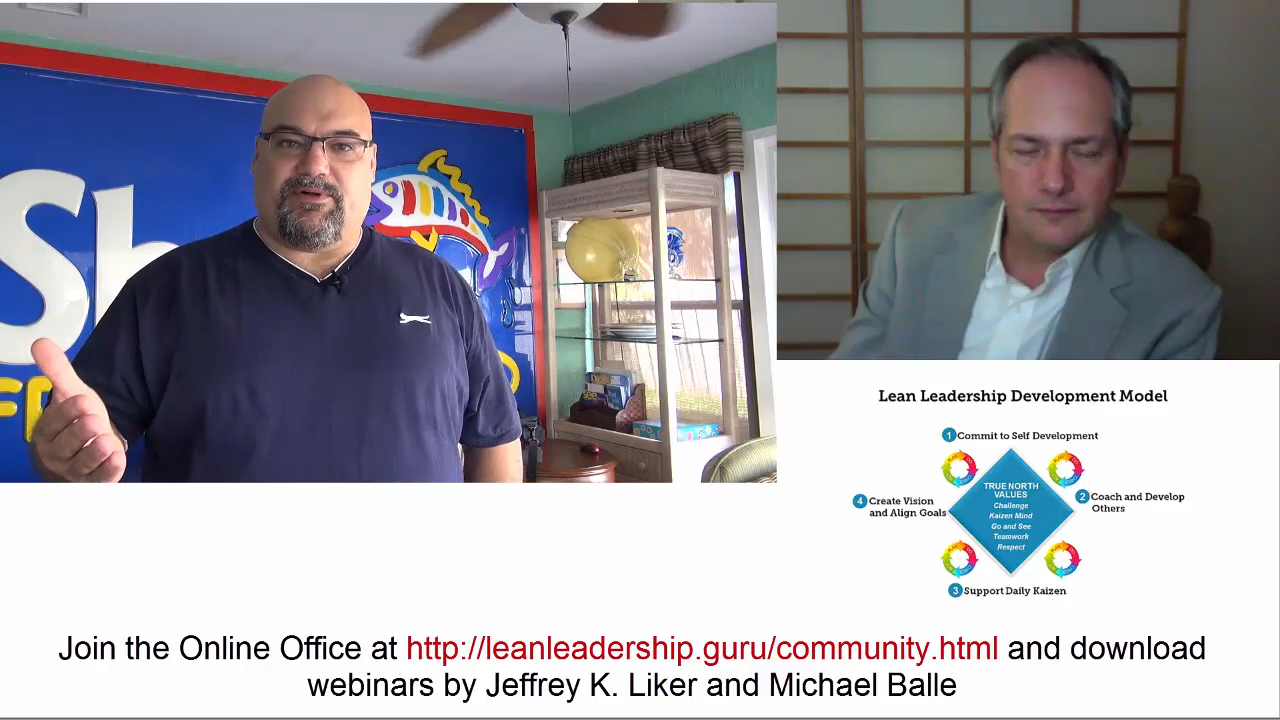 Sh
see
Lean Leadership Development Model
1 Commit to Self Development
TRUE NORTH
VALUES
Challenge
Kaizen Mind
Go and See
Teamwork
Respect
2 Coach and Develop
Others
4 Create Vision
and Align Goals
3 Support Daily Kaizen
Join the Online Office at http://leanleadership.guru/community.html and download
webinars by Jeffrey K. Liker and Michael Balle